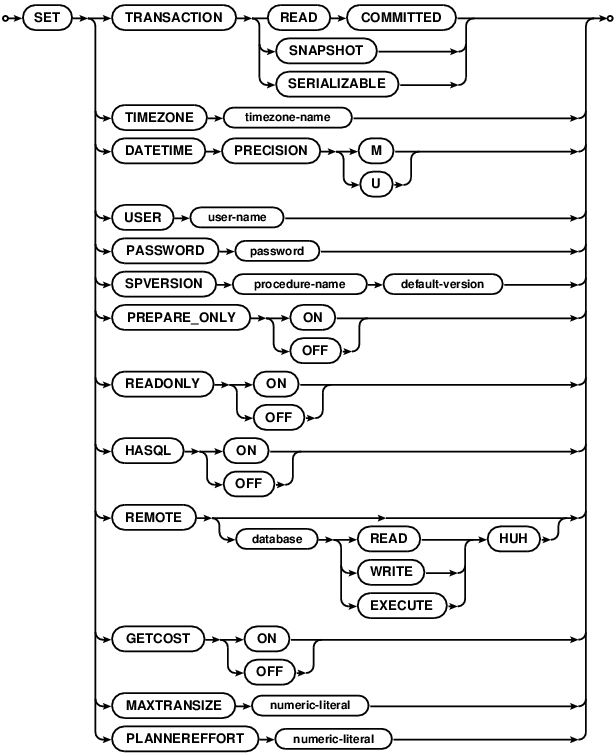 SET TRANSACTION READ COMMITTED
SNAPSHOT
SERIALIZABLE
TIMEZONE timezone-name
DATETIME PRECISION M
U
USER user-name
PASSWORD password
SPVERSION procedure-name default-version
PREPARE_ONLY ON
OFF
READONLY ON
OFF
HASQL ON
OFF
REMOTE
database READ HUH
WRITE
EXECUTE
GETCOST ON
OFF
MAXTRANSIZE numeric-literal
PLANNEREFFORT numeric-literal